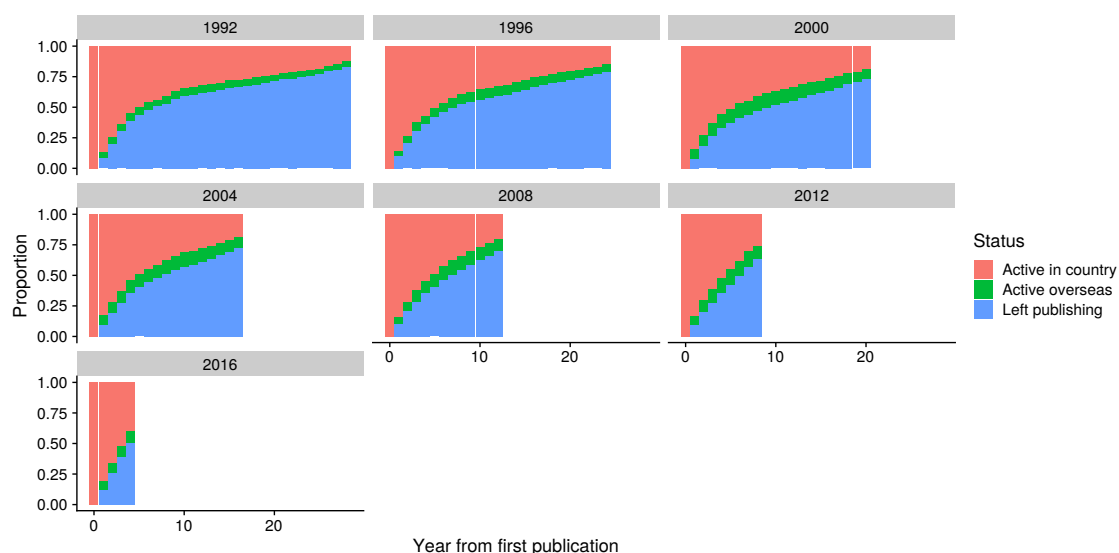 1992 1996 2000
1.00
0.75
0.50
0.25
0.00
2004 2008 2012
1.00
0.75
0.50
0.25
0.00
0 10 20 0 10 20
2016
1.00
0.75
0.50
0.25
0.00
0 10 20
Proportion
Year from first publication
Status
Active in country
Active overseas
Left publishing